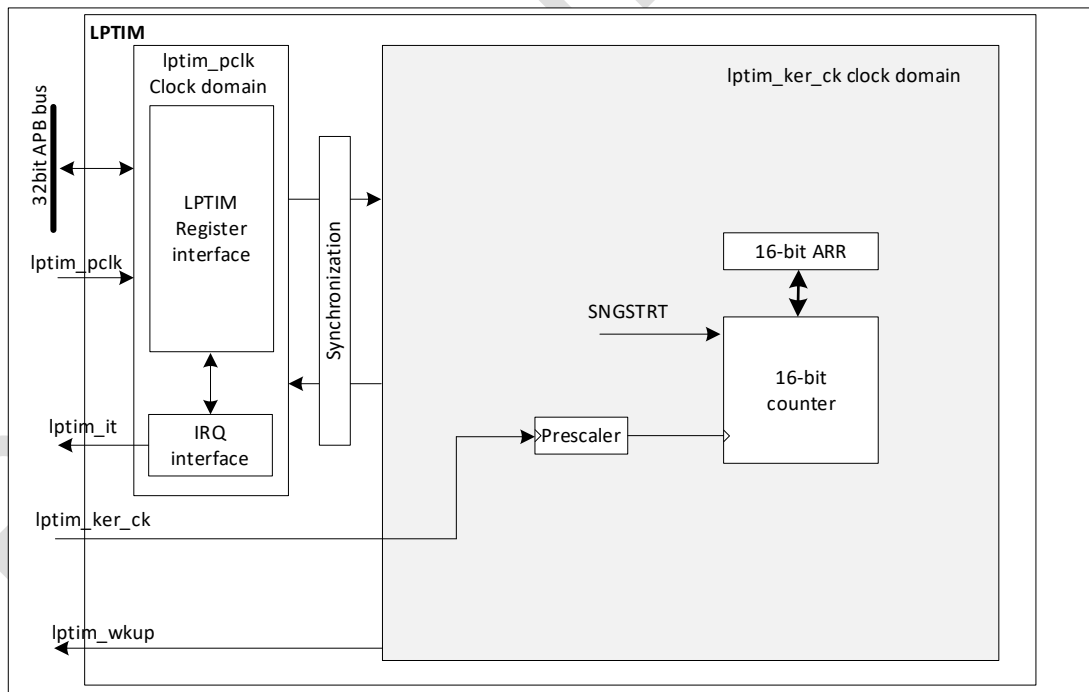 LPTIM
lptim_pclk
Clock domain
lptim_ker_ck clock domain
32bit APB bus
LPTIM
Register
interface
Synchronization
16-bit ARR
lptim_pclk
SNGSTRT
16-bit
counter
lptim_it
IRQ
interface
Prescaler
lptim_ker_ck
lptim_wkup